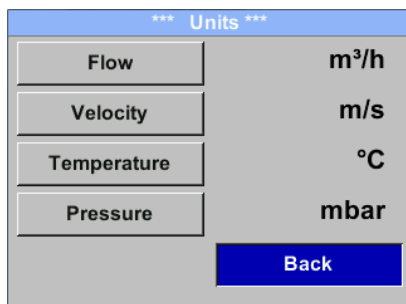 *** Units ***
Flow m³/h
Velocity m/s
Temperature °C
Pressure mbar
Back